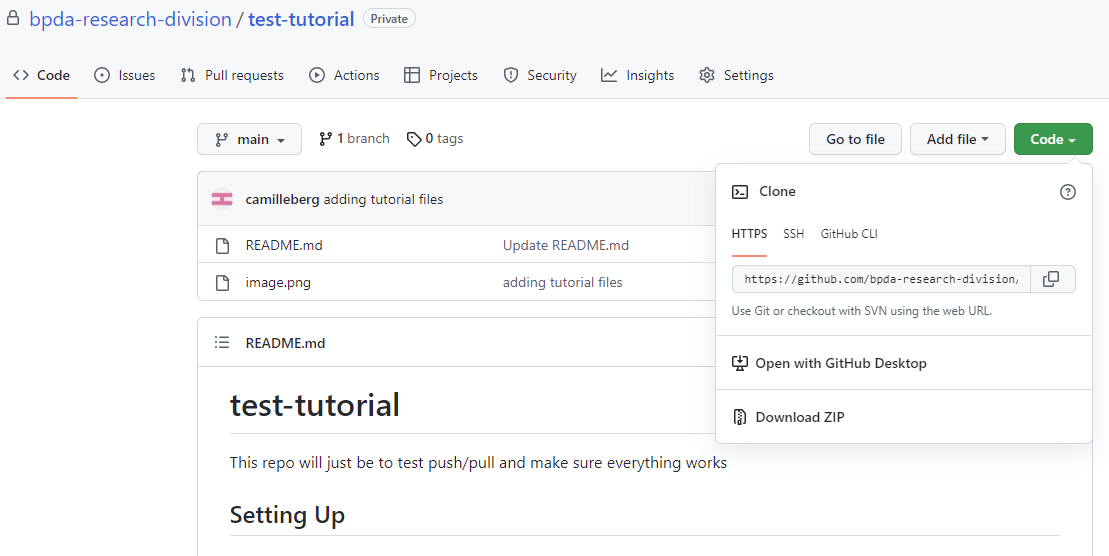 bpda-research-division / test-tutorial Private
Code Issues Pull requests Actions Projects Security Insights Settings
main 1 branch 0 tags Go to file Add file Code
camilleberg adding tutorial files
README.md Update README.md
image.png adding tutorial files
README.md
test-tutorial
This repo will just be to test push/pull and make sure everything works
Setting Up
Clone
HTTPS SSH GitHub CLI
https://github.com/bpda-research-division/
Use Git or checkout with SVN using the web URL.
Open with GitHub Desktop
Download ZIP